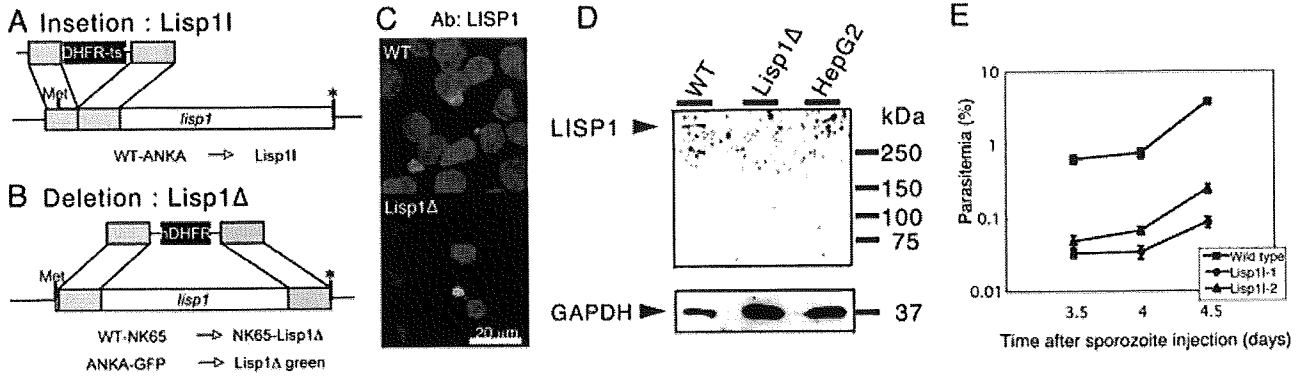 A Insetion : Lisp1I
DHFR-ts
Met
*
lisp1
WT-ANKA Lisp1I
B Deletion : Lisp1Δ
hDHFR
Met
*
lisp1
WT-NK65 NK65-Lisp1Δ
ANKA-GFP Lisp1Δ green
C Ab: LISP1
WT
Lisp1Δ
20 μm
D
WT Lisp1Δ HepG2
LISP1
kDa
250
150
100
75
GAPDH
37
E
Parasitemia (%)
10
1
0.1
0.01
3.5 4 4.5
Time after sporozoite injection (days)
Wild type
Lisp1I-1
Lisp1I-2